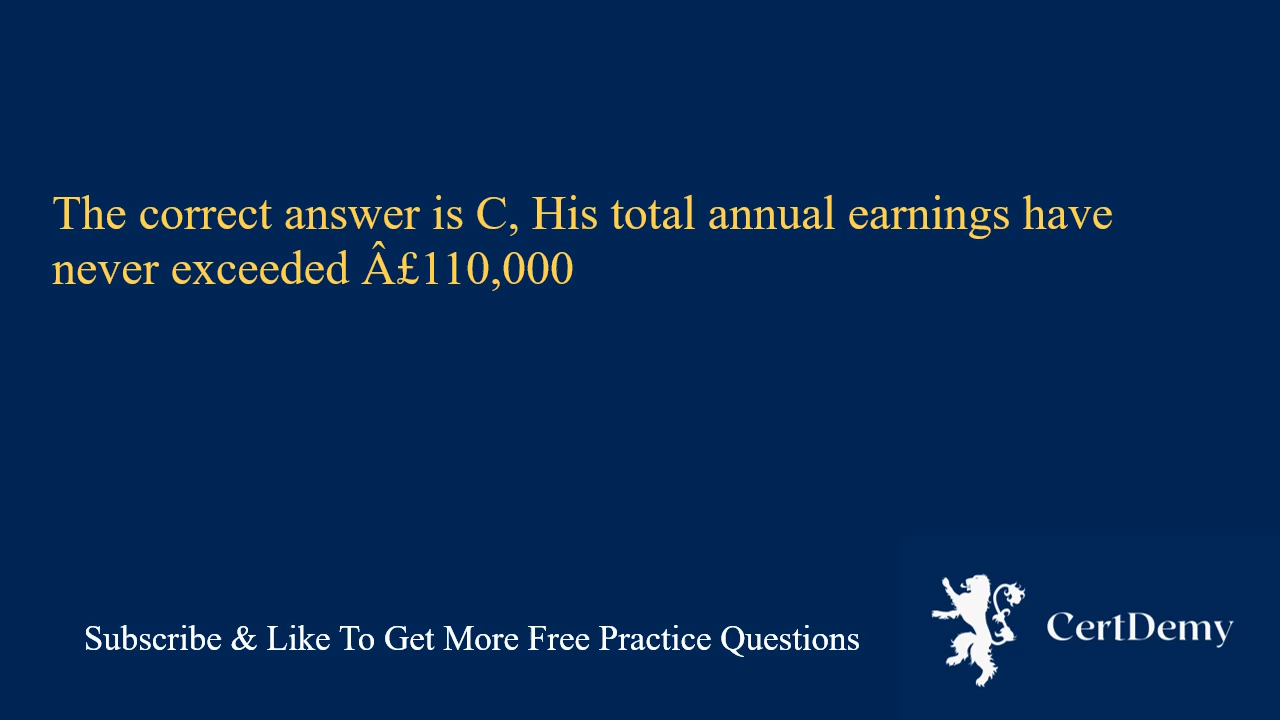 The correct answer is C, His total annual earnings have
never exceeded Â£110,000
Subscribe & Like To Get More Free Practice Questions
CertDemy